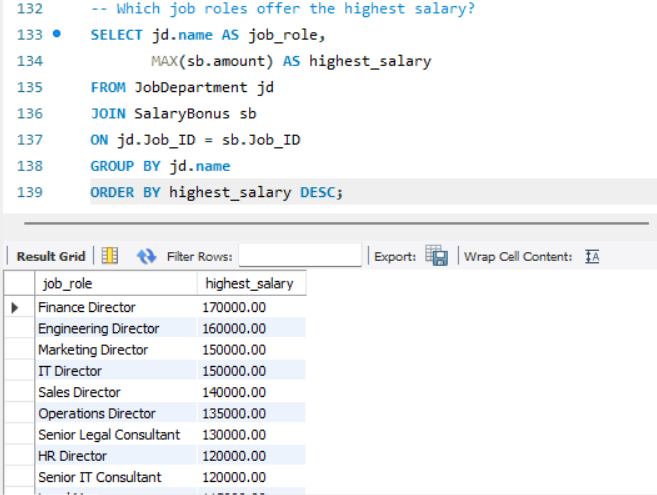 132 -- Which job roles offer the highest salary?
133 SELECT jd.name AS job_role,
134 MAX(sb.amount) AS highest_salary
135 FROM JobDepartment jd
136 JOIN SalaryBonus sb
137 ON jd.Job_ID = sb.Job_ID
138 GROUP BY jd.name
139 ORDER BY highest_salary DESC;
Result Grid Filter Rows: Export: Wrap Cell Content: IA
job_role highest_salary
Finance Director 170000.00
Engineering Director 160000.00
Marketing Director 150000.00
IT Director 150000.00
Sales Director 140000.00
Operations Director 135000.00
Senior Legal Consultant 130000.00
HR Director 120000.00
Senior IT Consultant 120000.00